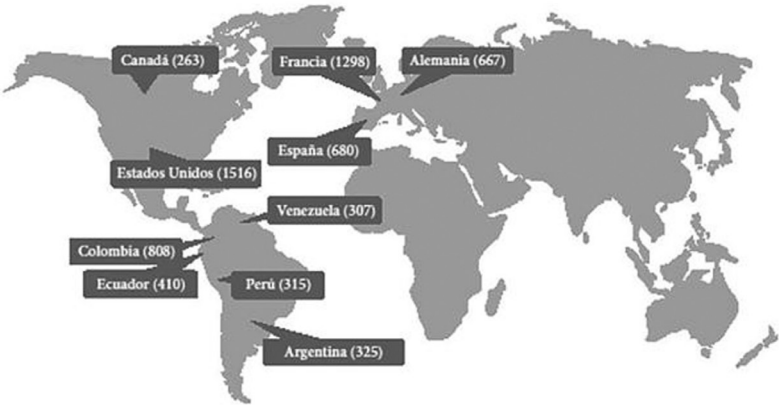 Canadá (263)
Francia (1298)
Alemania (667)
España (680)
Estados Unidos (1516)
Venezuela (307)
Colombia (808)
Ecuador (410)
Perú (315)
Argentina (325)